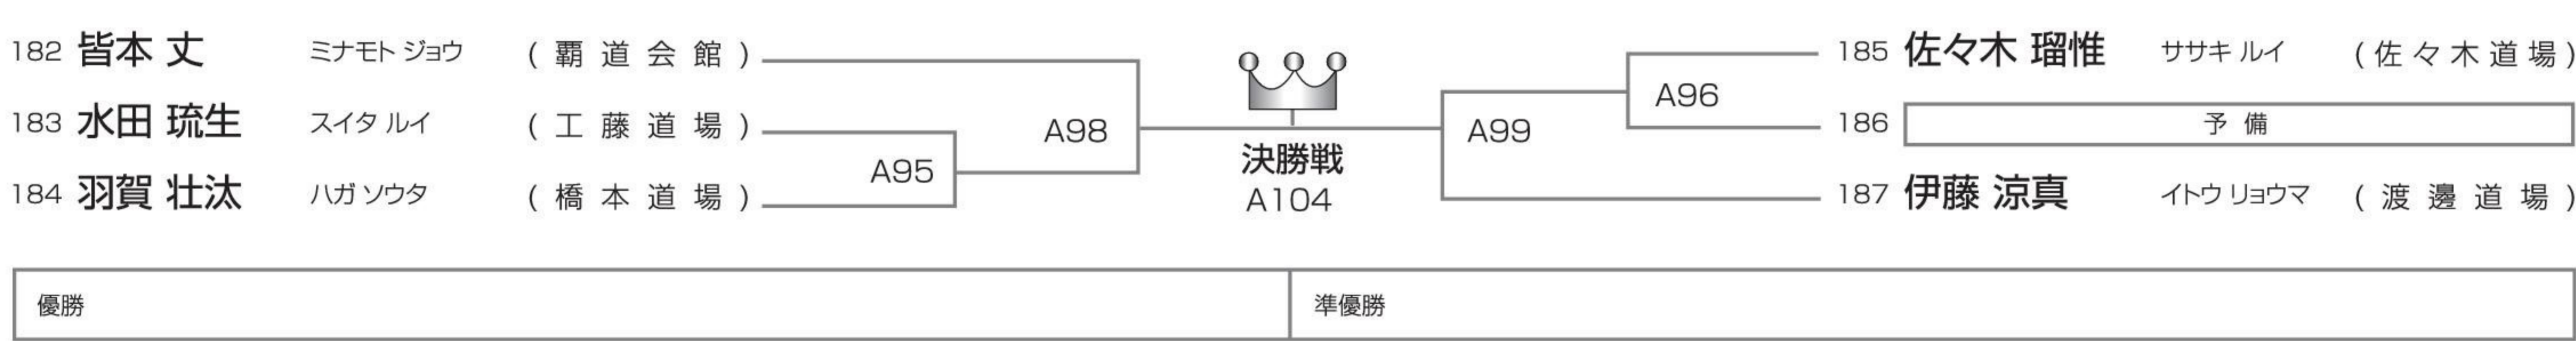 182 皆本 丈 ミナモト ジョウ ( 覇 道 会 館 )
183 水田 琉生 スイタ ルイ ( 工 藤 道 場 )
184 羽賀 壮汰 ハガ ソウタ ( 橋 本 道 場 )
A95
A98
決勝戦
A104
A99
A96
185 佐々木 瑠惟 ササキ ルイ ( 佐 々 木 道 場 )
186 予 備
187 伊藤 涼真 イトウ リョウマ ( 渡 邊 道 場 )
優勝
準優勝